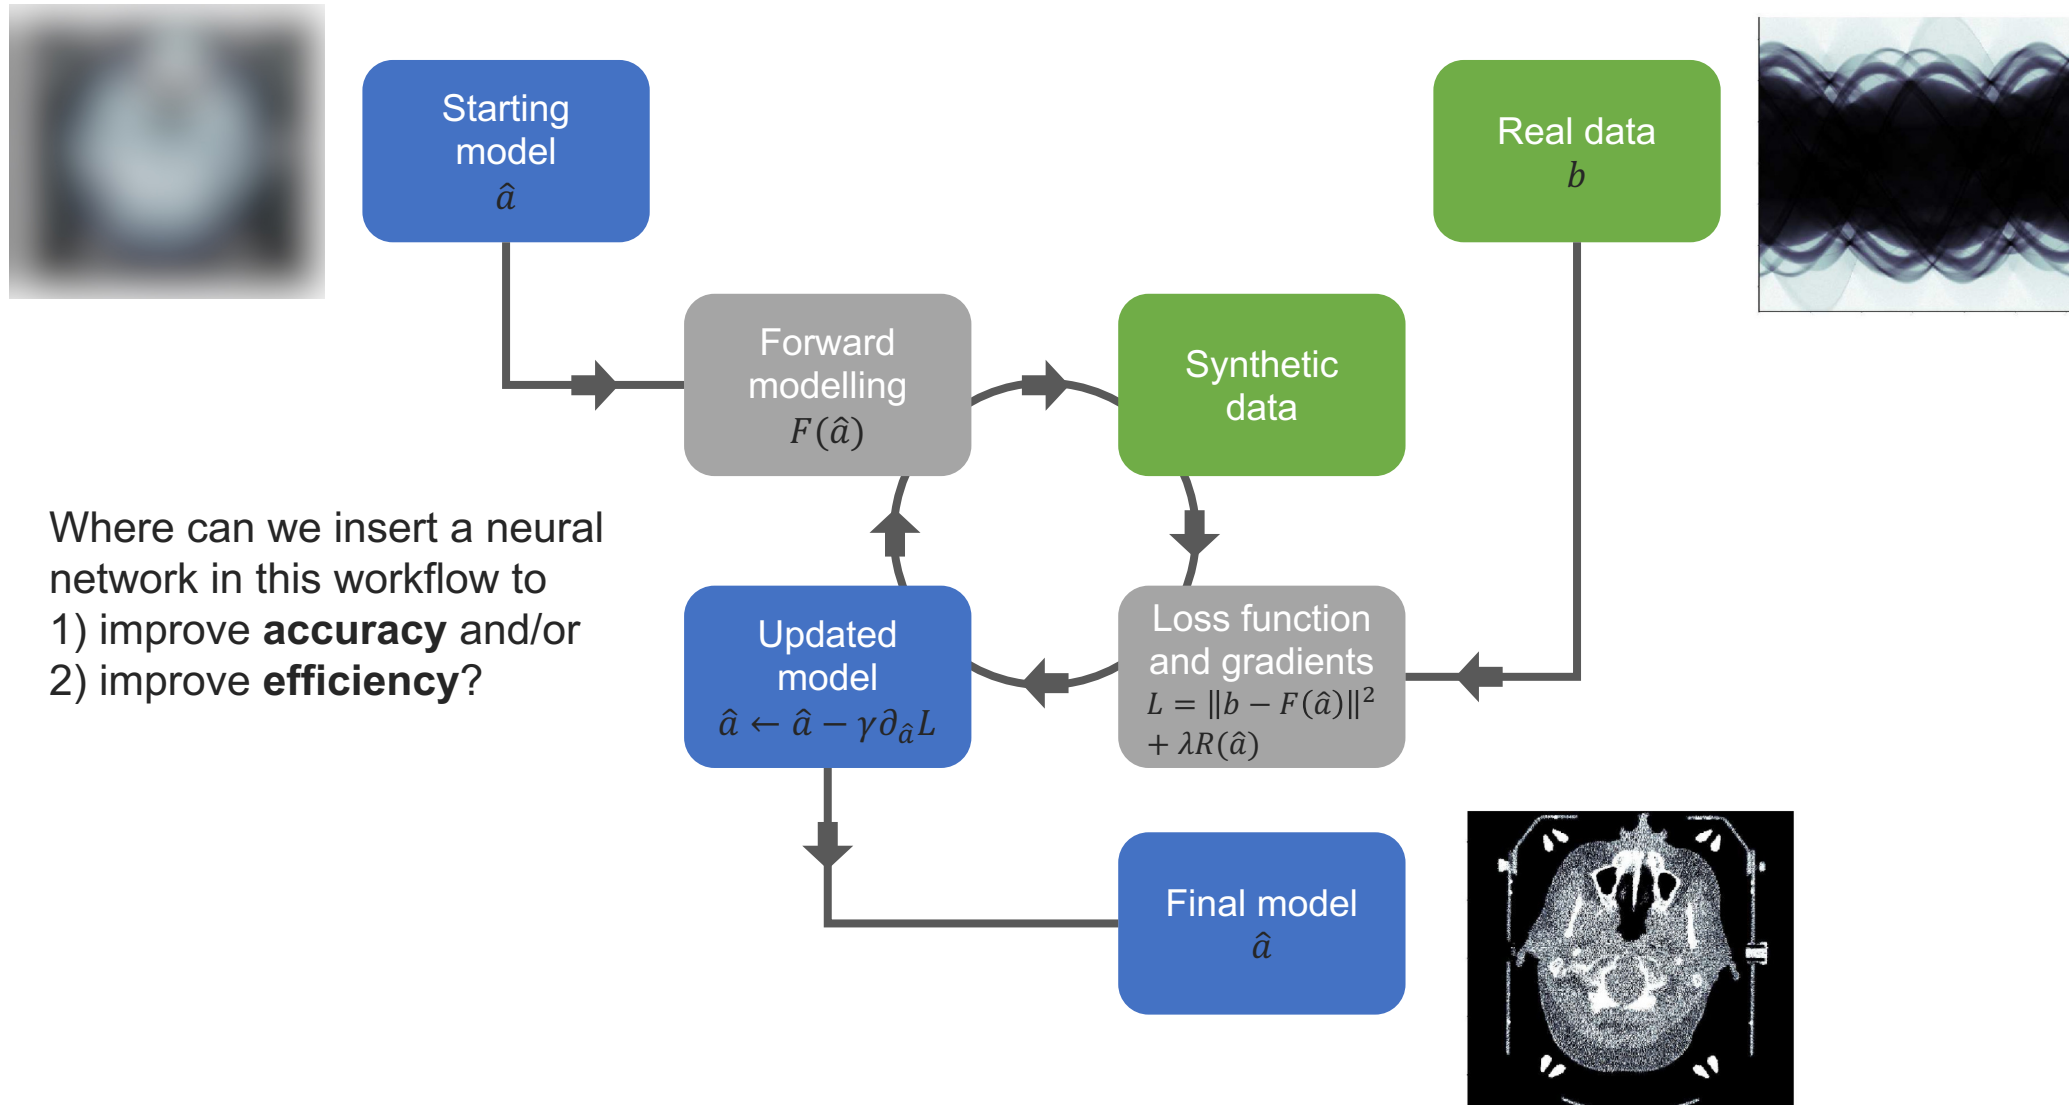 Starting
model
â
Real data
b
Forward
modelling
F(â)
Synthetic
data
Where can we insert a neural
network in this workflow to
1) improve accuracy and/or
2) improve efficiency?
Updated
model
â ← â − γ∂_â L
Loss function
and gradients
L = ‖b − F(â)‖²
+ λR(â)
Final model
â